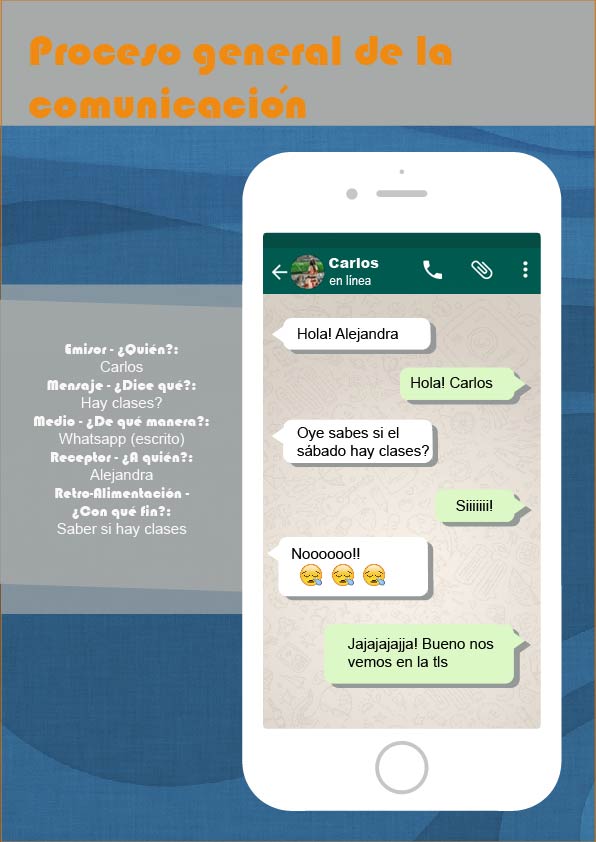 Proceso general de la
comunicación
Emisor - ¿Quién?:
Carlos
Mensaje - ¿Dice qué?:
Hay clases?
Medio - ¿De qué manera?:
Whatsapp (escrito)
Receptor - ¿A quién?:
Alejandra
Retro-Alimentación -
¿Con qué fin?:
Saber si hay clases
Carlos
en línea
Hola! Alejandra
Hola! Carlos
Oye sabes si el
sábado hay clases?
Siiiiiii!
Noooooo!!
😪 😪 😪
Jajajajajja! Bueno nos
vemos en la tls